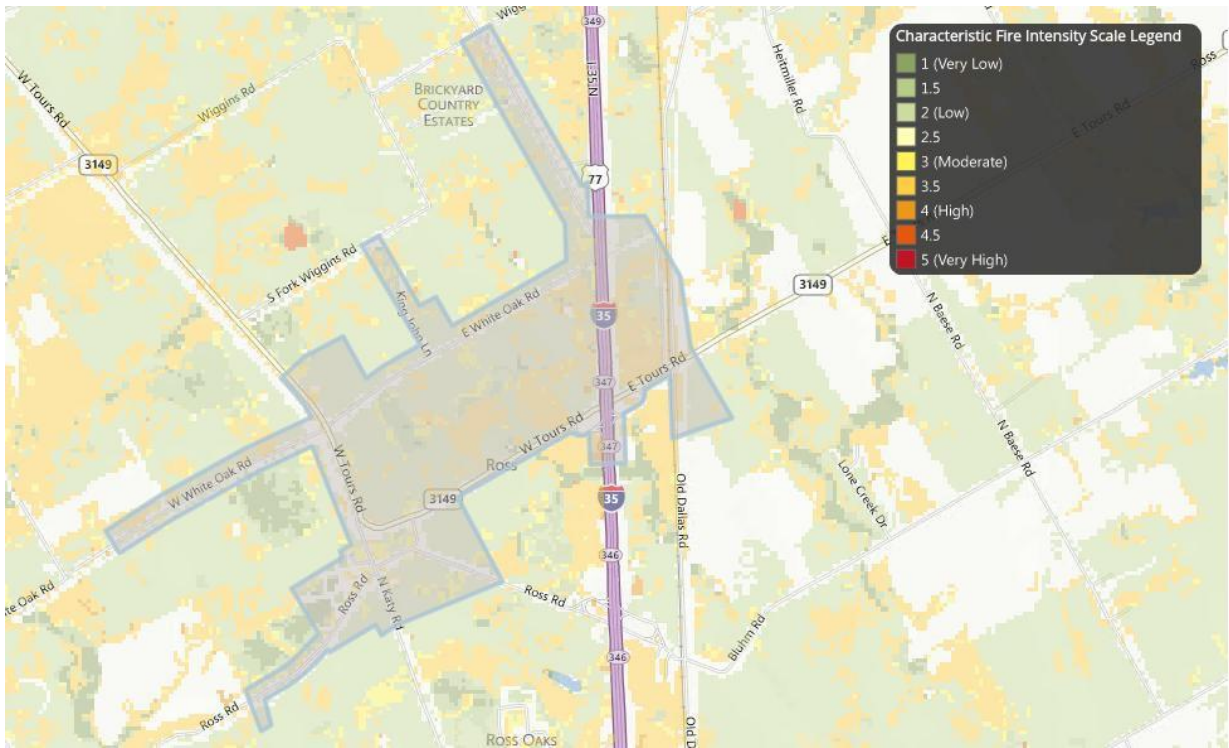 Characteristic Fire Intensity Scale Legend
1 (Very Low)
1.5
2 (Low)
2.5
3 (Moderate)
3.5
4 (High)
4.5
5 (Very High)
349
I 35 N
W Tours Rd
Wiggins Rd
BRICKYARD
COUNTRY
ESTATES
Heitmiller Rd
Ross
E Tours Rd
3149
77
S Fork Wiggins Rd
King John Ln
E White Oak Rd
35
3149
N Baese Rd
347
E Tours Rd
W Tours Rd
347
ROSS
W White Oak Rd
W Tours Rd
3149
35
Old Dallas Rd
Lone Creek Dr
N Baese Rd
346
Ross Rd
N Katy Rd
Ross Rd
Bluhm Rd
346
Ross Rd
ROSS OAKS